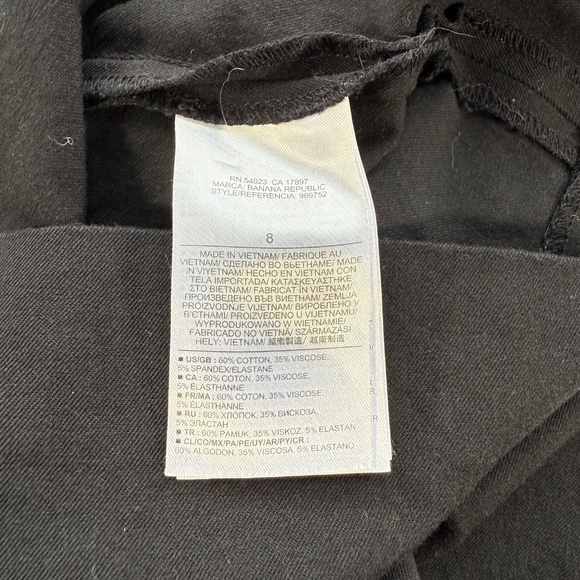 RN 54023 CA 17897
MARCA: BANANA REPUBLIC
STYLE/REFERENCIA: 969752
8
MADE IN VIETNAM/ FABRIQUE AU
VIETNAM/ СДЕЛАНО ВО ВЬЕТНАМЕ/ MADE
IN VIYETNAM/ HECHO EN VIETNAM CON
TELA IMPORTADA/ ΚΑΤΑΣΚΕΥΑΣΤΗΚΕ
ΣΤΟ ΒΙΕΤΝΑΜ/ FABRICAT ÎN VIETNAM/
ПРОИЗВЕДЕНО ВЪВ ВИЕТНАМ/ ZEMLJA
PROIZVODNJE VIJETNAM/ ВИРОБЛЕНО У
В'ЄТНАМІ/ PROIZVEDENO U VIJETNAMU/
WYPRODUKOWANO W WIETNAMIE/
FABRICADO NO VIETNÃ/ SZÁRMAZÁSI
HELY: VIETNAM/ 越南製造/ 越南制造
■ US/GB : 60% COTTON, 35% VISCOSE,
5% SPANDEX/ELASTANE
■ CA : 60% COTON, 35% VISCOSE,
5% ÉLASTHANNE
■ FR/MA : 60% COTON, 35% VISCOSE,
5% ÉLASTHANNE
■ RU : 60% ХЛОПОК, 35% ВИСКОЗА,
5% ЭЛАСТАН
■ TR : 60% PAMUK, 35% VISKOZ, 5% ELASTAN
■ CL/CO/MX/PA/PE/UY/AR/PY/CR :
60% ALGODON, 35% VISCOSA, 5% ELASTANO